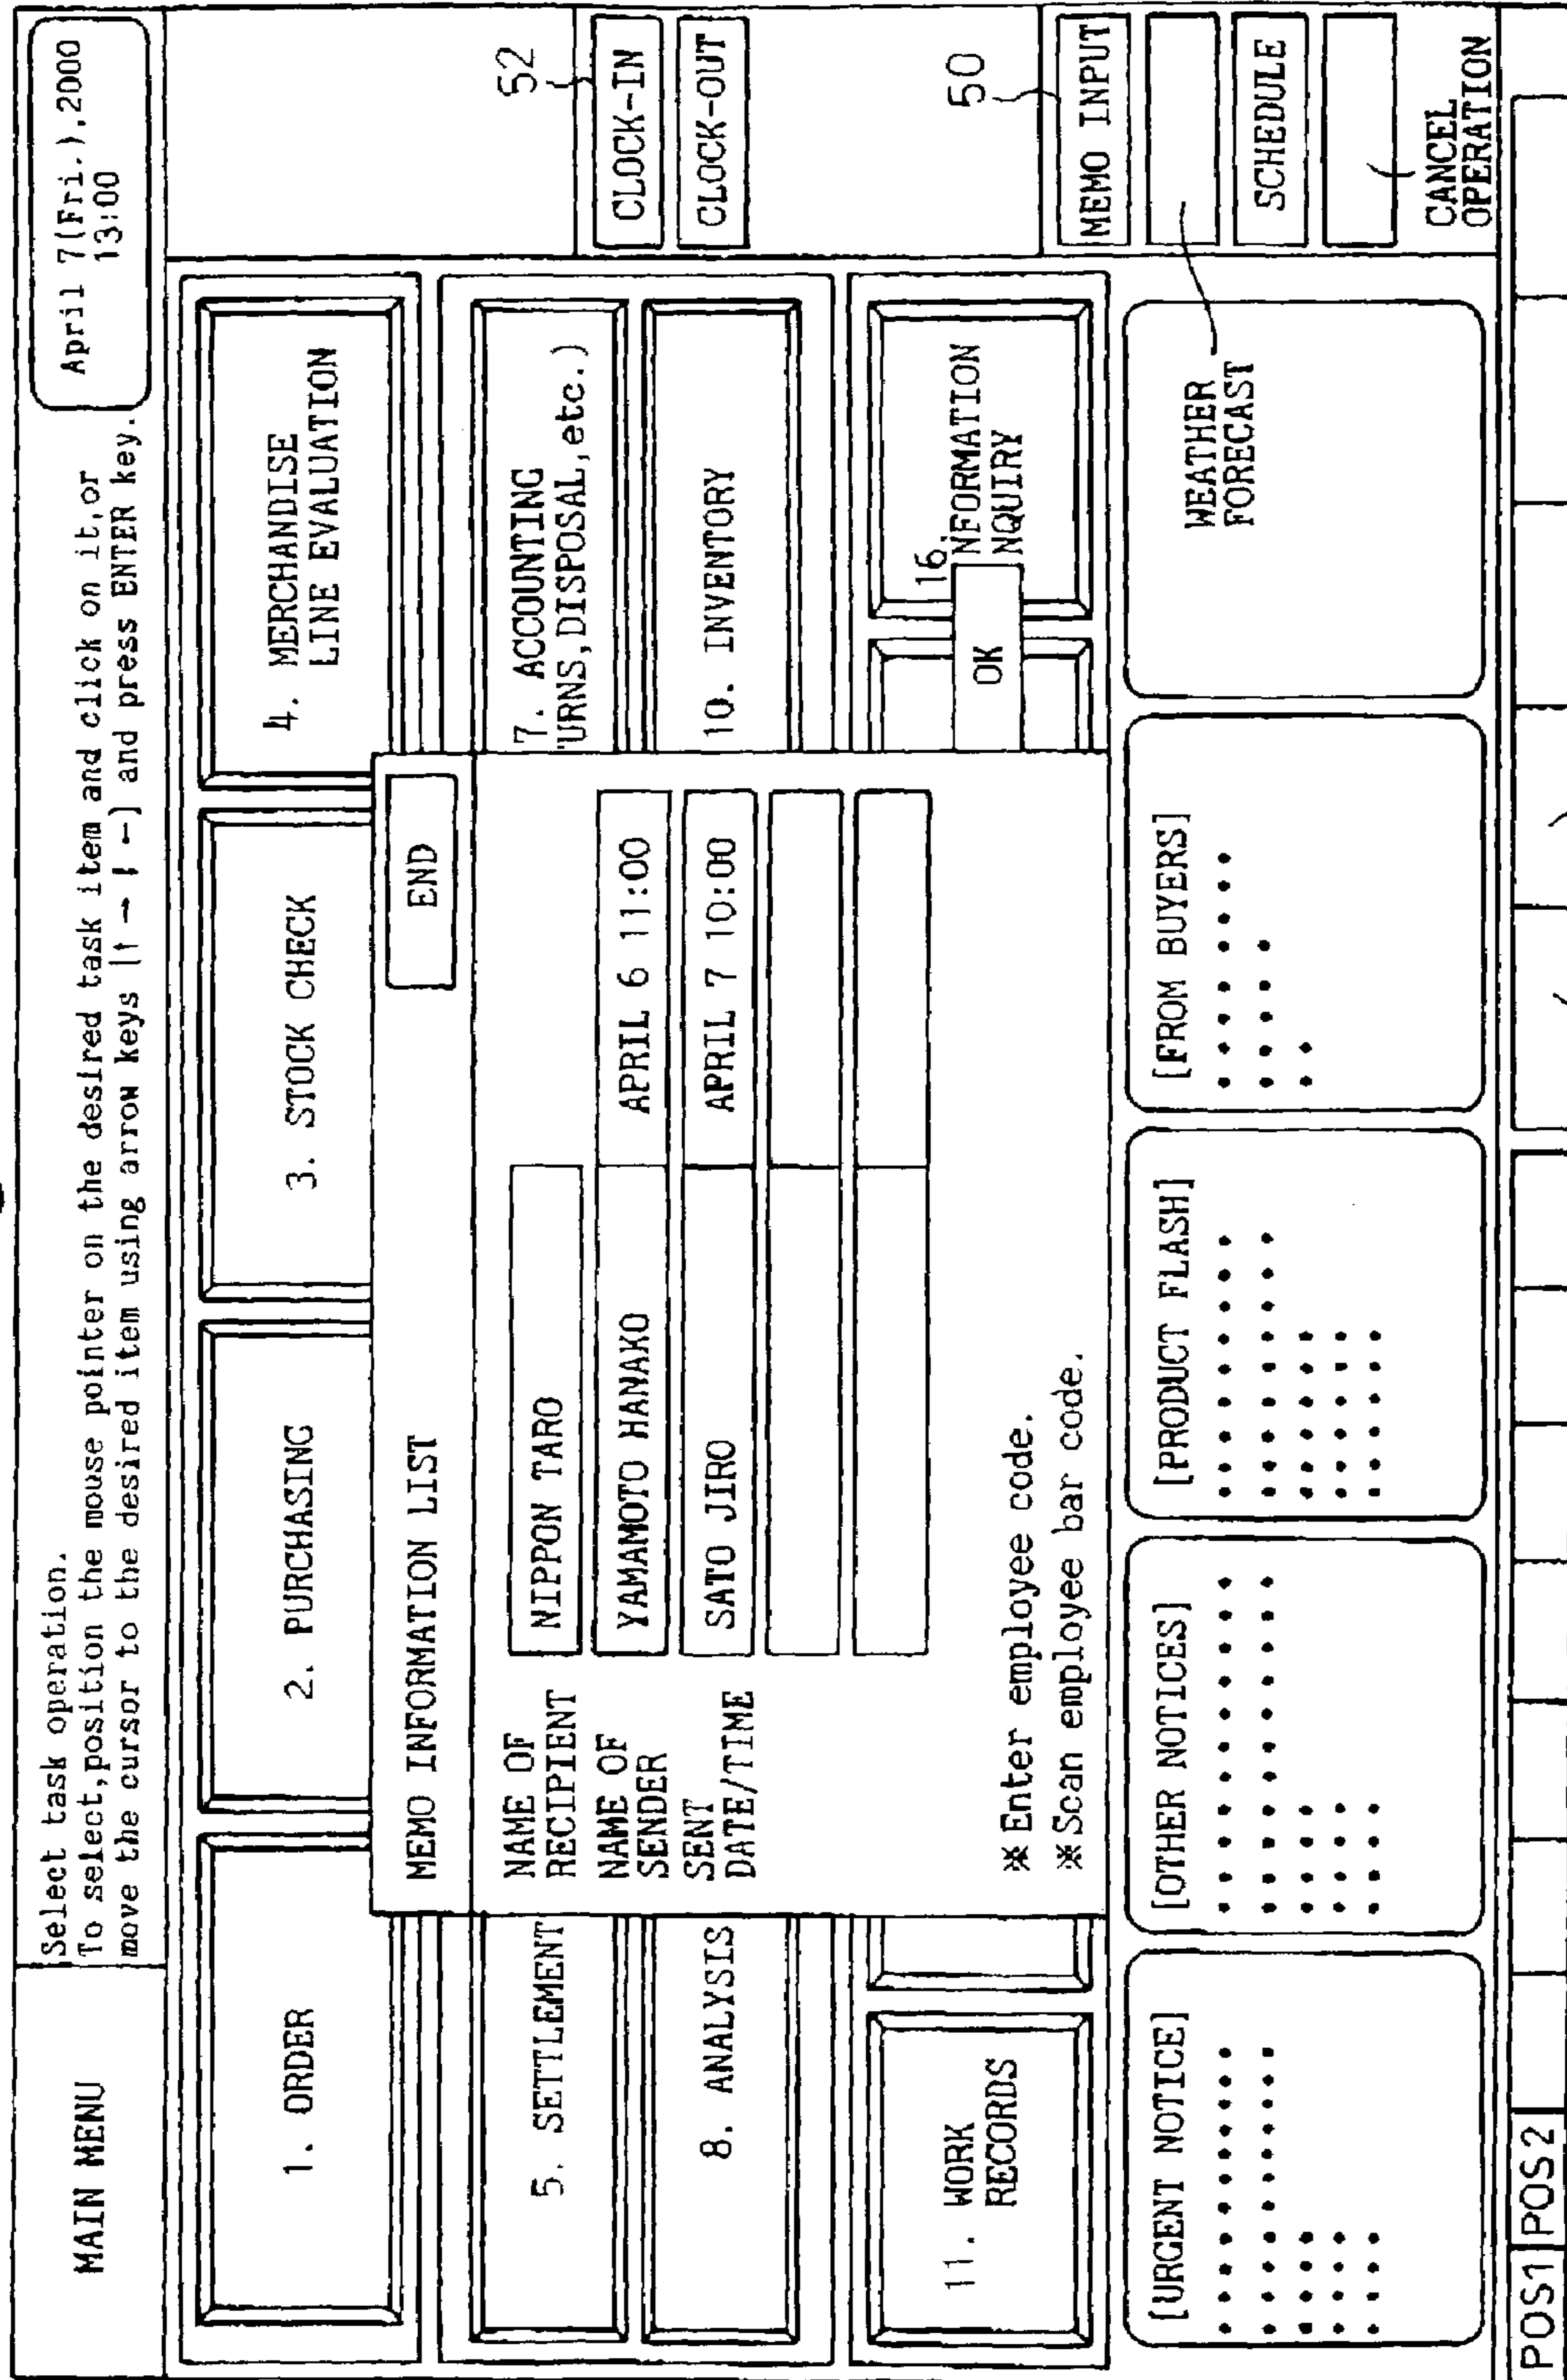 MAIN MENU
Select task operation.
To select,position the mouse pointer on the desired task item and click on it,or
move the cursor to the desired item using arrow keys [↑ → ↓ ←] and press ENTER key.
April 7(Fri.),2000
13:00
1. ORDER
2. PURCHASING
3. STOCK CHECK
4. MERCHANDISE
LINE EVALUATION
MEMO INFORMATION LIST
END
5. SETTLEMENT
7. ACCOUNTING
URNS,DISPOSAL,etc.)
8. ANALYSIS
10. INVENTORY
11. WORK
RECORDS
16.
NFORMATION
NQUIRY
OK
NAME OF
RECIPIENT
NIPPON TARO
NAME OF
SENDER
YAMAMOTO HANAKO
APRIL 6 11:00
SENT
DATE/TIME
SATO JIRO
APRIL 7 10:00
※Enter employee code.
※Scan employee bar code.
52
CLOCK-IN
CLOCK-OUT
50
MEMO INPUT
SCHEDULE
CANCEL
OPERATION
[URGENT NOTICE]
[OTHER NOTICES]
[PRODUCT FLASH]
[FROM BUYERS]
WEATHER
FORECAST
POS1
POS2